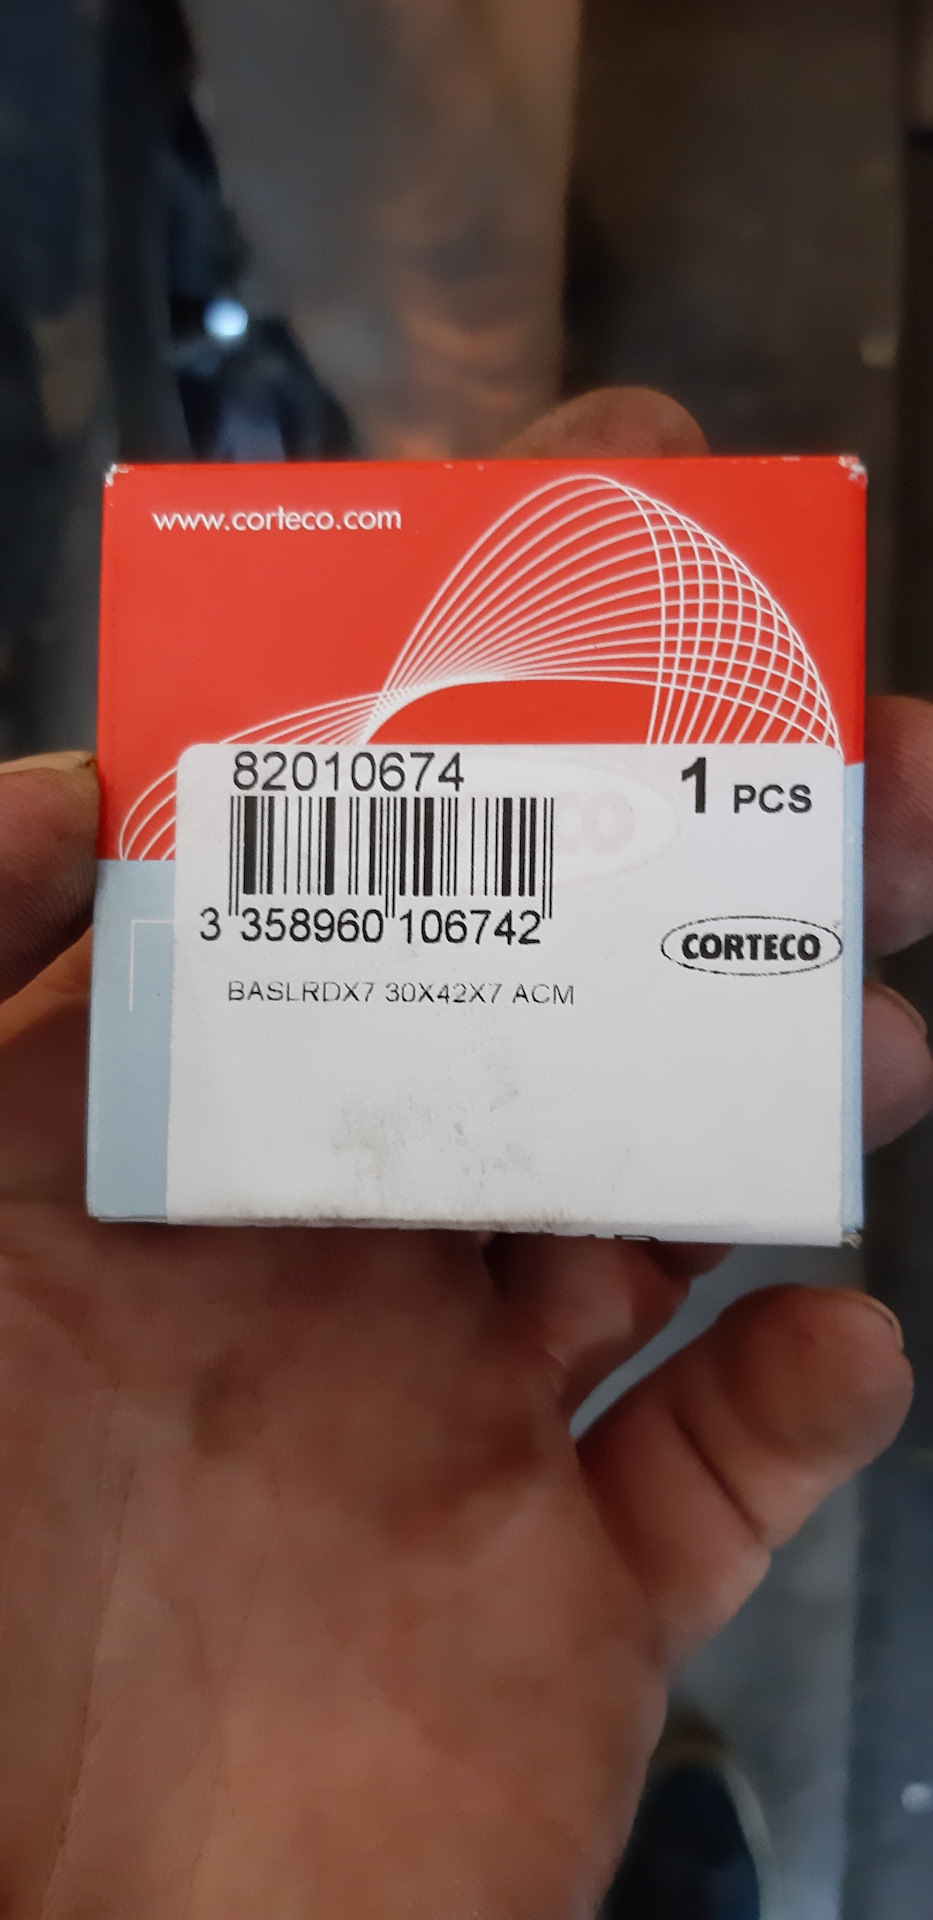 www.corteco.com
82010674
1 PCS
3 358960 106742
CORTECO
BASLRDX7 30X42X7 ACM